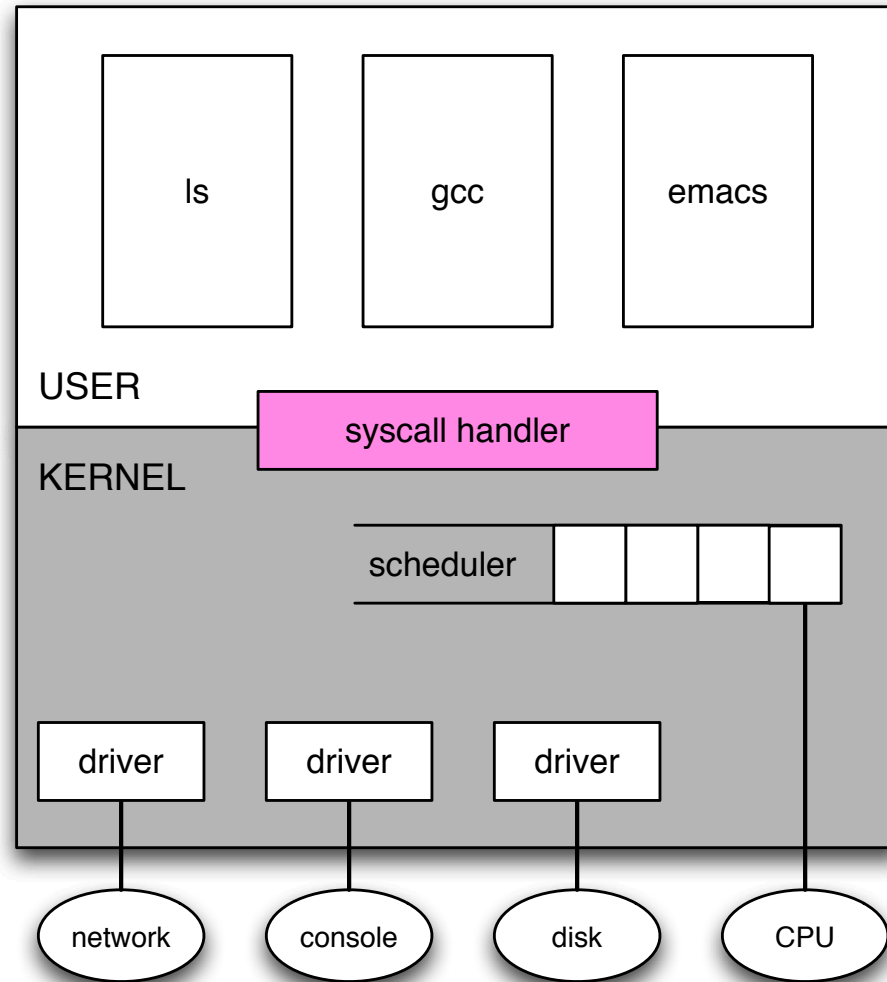 ls
gcc
emacs
USER
syscall handler
KERNEL
scheduler
driver
driver
driver
network
console
disk
CPU